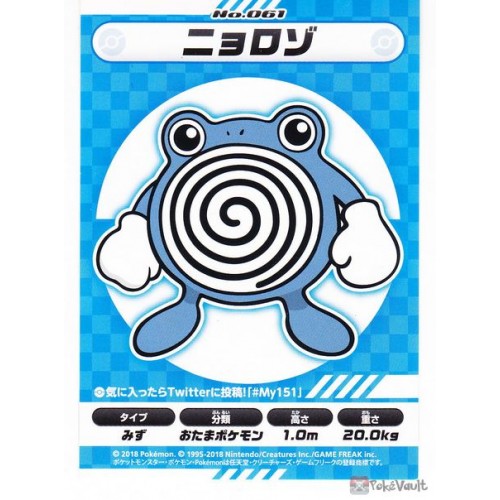 No.061
ニョロゾ
気に入ったらTwitterに投稿!「#My151」
タイプ 分類 高さ 重さ
みず おたまポケモン 1.0m 20.0kg
© 2018 Pokémon. © 1995-2018 Nintendo/Creatures Inc./GAME FREAK inc.
ポケットモンスター・ポケモン・Pokémonは任天堂・クリーチャーズ・ゲームフリークの登録商標です。
PokéVault